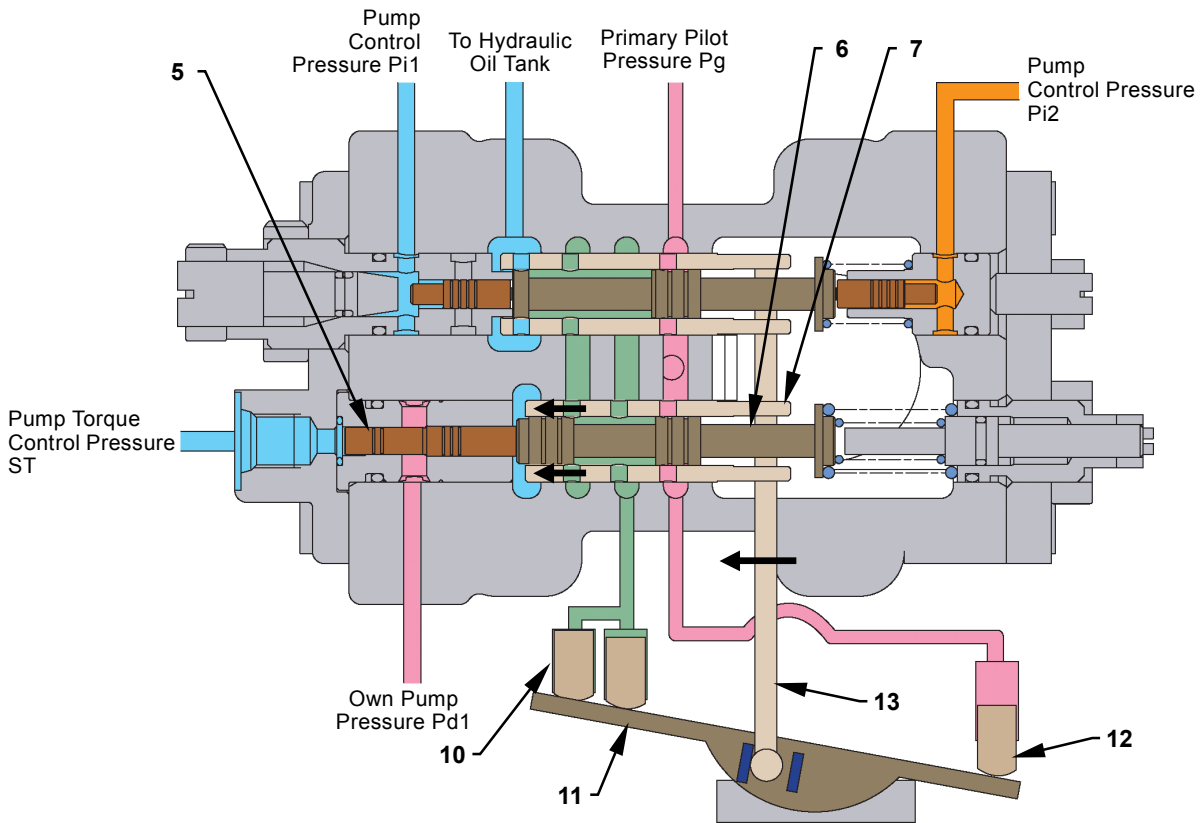 Pump
Control
Pressure Pi1
To Hydraulic
Oil Tank
Primary Pilot
Pressure Pg
6
7
5
Pump
Control Pressure
Pi2
Pump Torque
Control Pressure
ST
Own Pump
Pressure Pd1
10
11
13
12